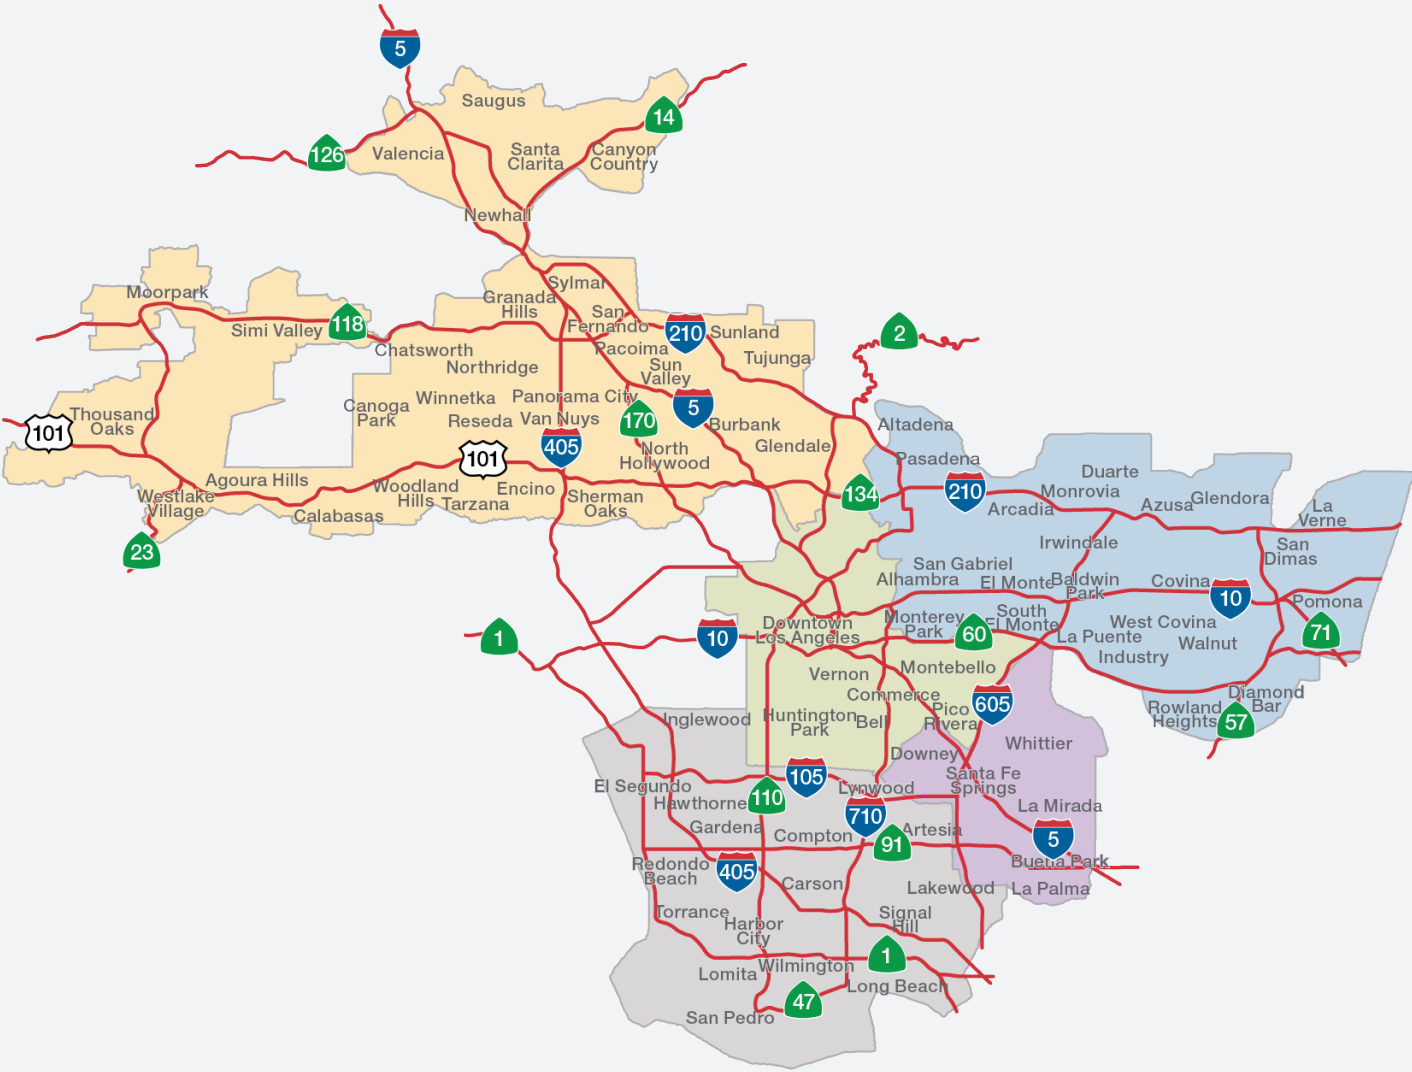 5
Saugus
14
126
Valencia
Santa
Clarita
Canyon
Country
Newhall
Sylmar
Moorpark
Granada
Hills
San
Fernando
118
Simi Valley
210
Sunland
2
Chatsworth
Pacoima
Tujunga
Northridge
Sun
Valley
Winnetka
Panorama City
Canoga
Park
5
Thousand
Oaks
Reseda
Van Nuys
170
Burbank
Altadena
101
405
Glendale
North
Hollywood
101
Pasadena
Duarte
Agoura Hills
Woodland
Hills
Tarzana
Encino
Sherman
Oaks
134
210
Monrovia
Arcadia
Azusa
Glendora
La
Verne
Westlake
Village
Calabasas
23
Irwindale
San
Dimas
San Gabriel
Alhambra
El Monte
Baldwin
Park
Covina
10
Pomona
1
10
Downtown
Los Angeles
Monterey
Park
60
South
El Monte
La Puente
West Covina
Walnut
71
Industry
Vernon
Montebello
Commerce
605
Diamond
Bar
Rowland
Heights
57
Inglewood
Huntington
Park
Bell
Pico
Rivera
Whittier
Downey
El Segundo
105
Lynwood
Santa Fe
Springs
Hawthorne
110
710
La Mirada
Gardena
Compton
91
Artesia
5
Redondo
Beach
405
Buena Park
Carson
Lakewood
La Palma
Torrance
Harbor
City
Signal
Hill
1
Lomita
Wilmington
Long Beach
47
San Pedro